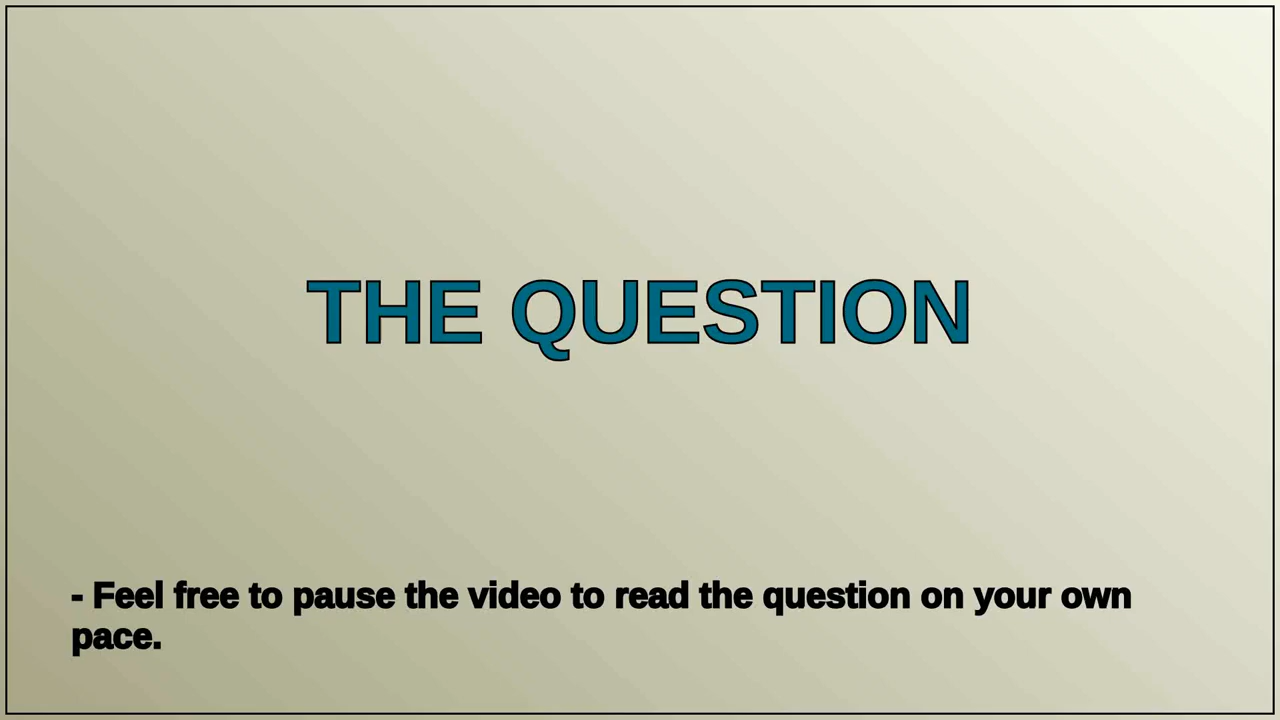 THE QUESTION
- Feel free to pause the video to read the question on your own
pace.